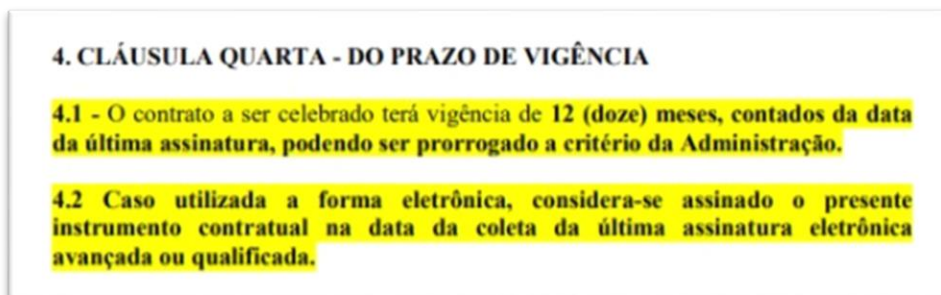 4. CLÁUSULA QUARTA - DO PRAZO DE VIGÊNCIA
4.1 - O contrato a ser celebrado terá vigência de 12 (doze) meses, contados da data
da última assinatura, podendo ser prorrogado a critério da Administração.
4.2 Caso utilizada a forma eletrônica, considera-se assinado o presente
instrumento contratual na data da coleta da última assinatura eletrônica
avançada ou qualificada.